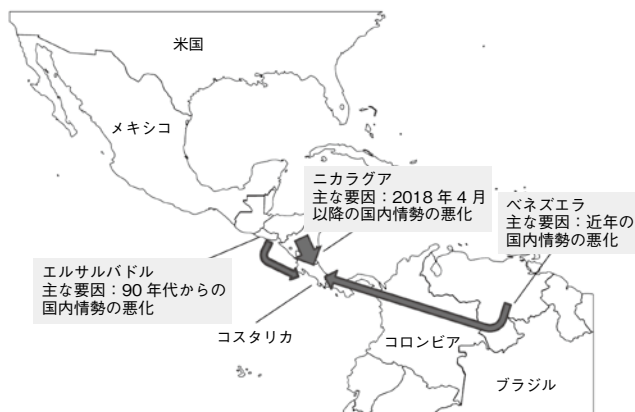 米国
メキシコ
ニカラグア
主な要因：2018 年 4 月
以降の国内情勢の悪化
ベネズエラ
主な要因：近年の
国内情勢の悪化
エルサルバドル
主な要因：90 年代からの
国内情勢の悪化
コスタリカ
コロンビア
ブラジル